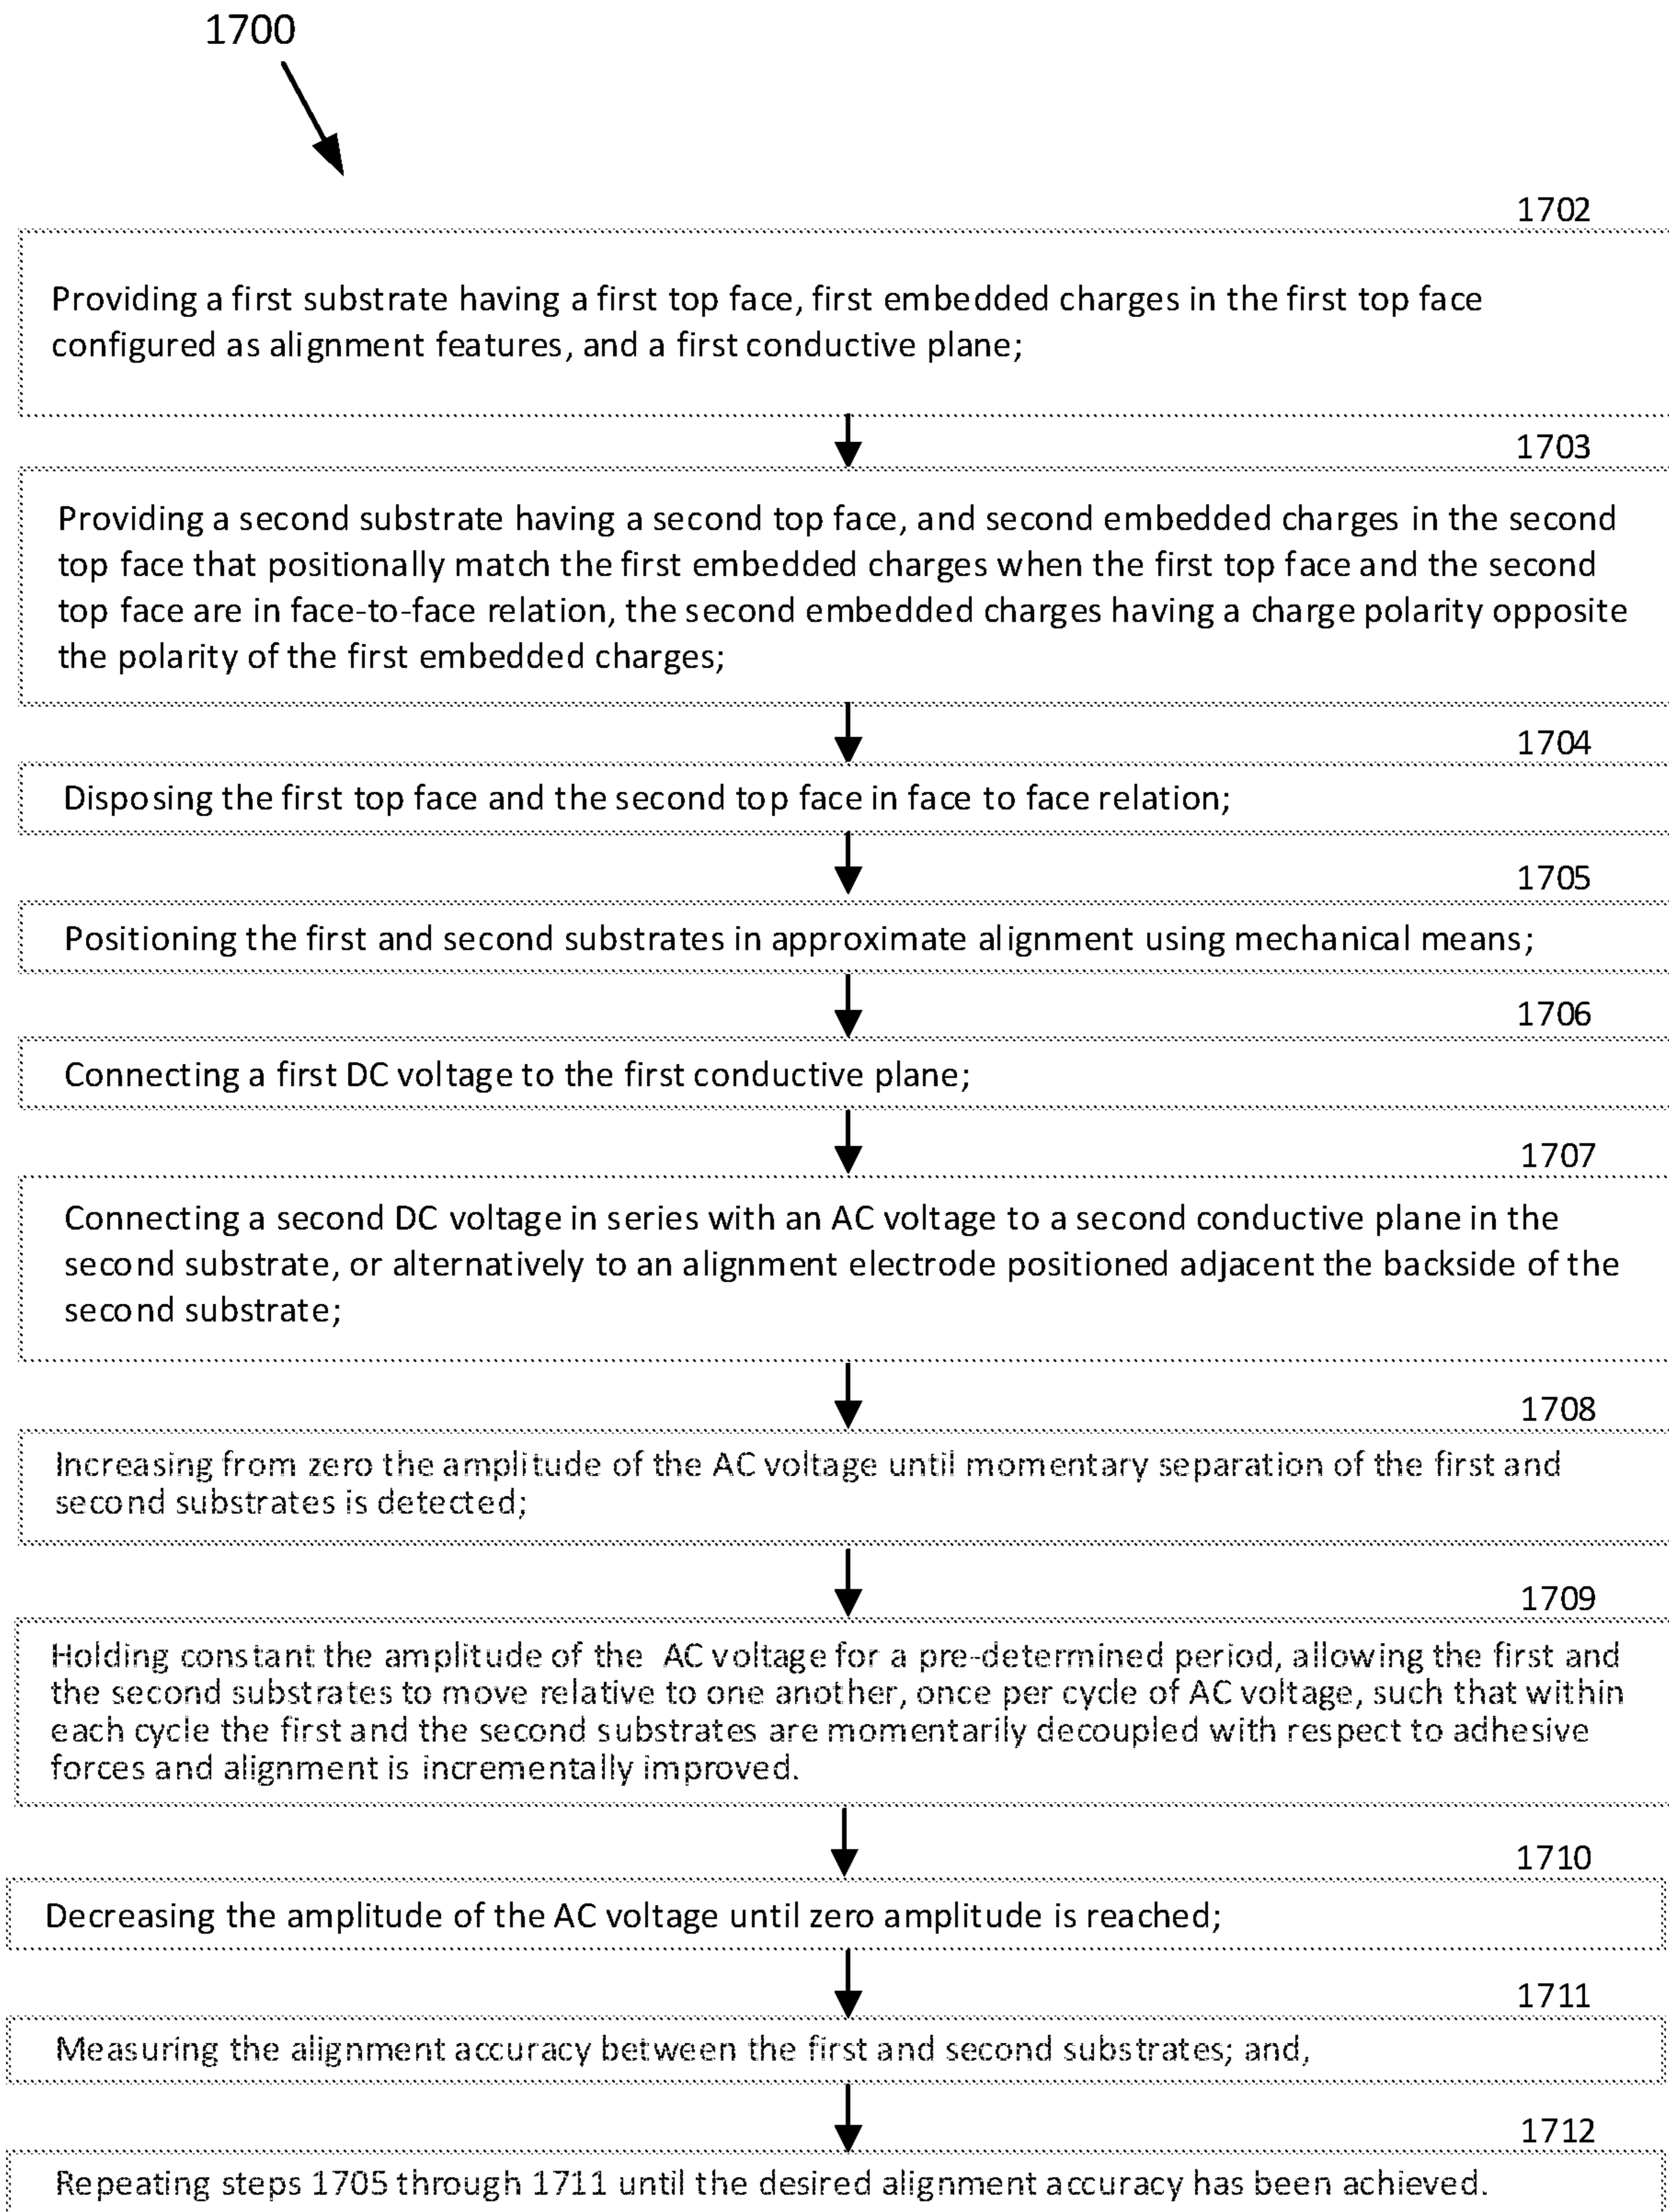 1700
1702
Providing a first substrate having a first top face, first embedded charges in the first top face
configured as alignment features, and a first conductive plane;
1703
Providing a second substrate having a second top face, and second embedded charges in the second
top face that positionally match the first embedded charges when the first top face and the second
top face are in face-to-face relation, the second embedded charges having a charge polarity opposite
the polarity of the first embedded charges;
1704
Disposing the first top face and the second top face in face to face relation;
1705
Positioning the first and second substrates in approximate alignment using mechanical means;
1706
Connecting a first DC voltage to the first conductive plane;
1707
Connecting a second DC voltage in series with an AC voltage to a second conductive plane in the
second substrate, or alternatively to an alignment electrode positioned adjacent the backside of the
second substrate;
1708
Increasing from zero the amplitude of the AC voltage until momentary separation of the first and
second substrates is detected;
1709
Holding constant the amplitude of the AC voltage for a pre-determined period, allowing the first and
the second substrates to move relative to one another, once per cycle of AC voltage, such that within
each cycle the first and the second substrates are momentarily decoupled with respect to adhesive
forces and alignment is incrementally improved.
1710
Decreasing the amplitude of the AC voltage until zero amplitude is reached;
1711
Measuring the alignment accuracy between the first and second substrates; and,
1712
Repeating steps 1705 through 1711 until the desired alignment accuracy has been achieved.